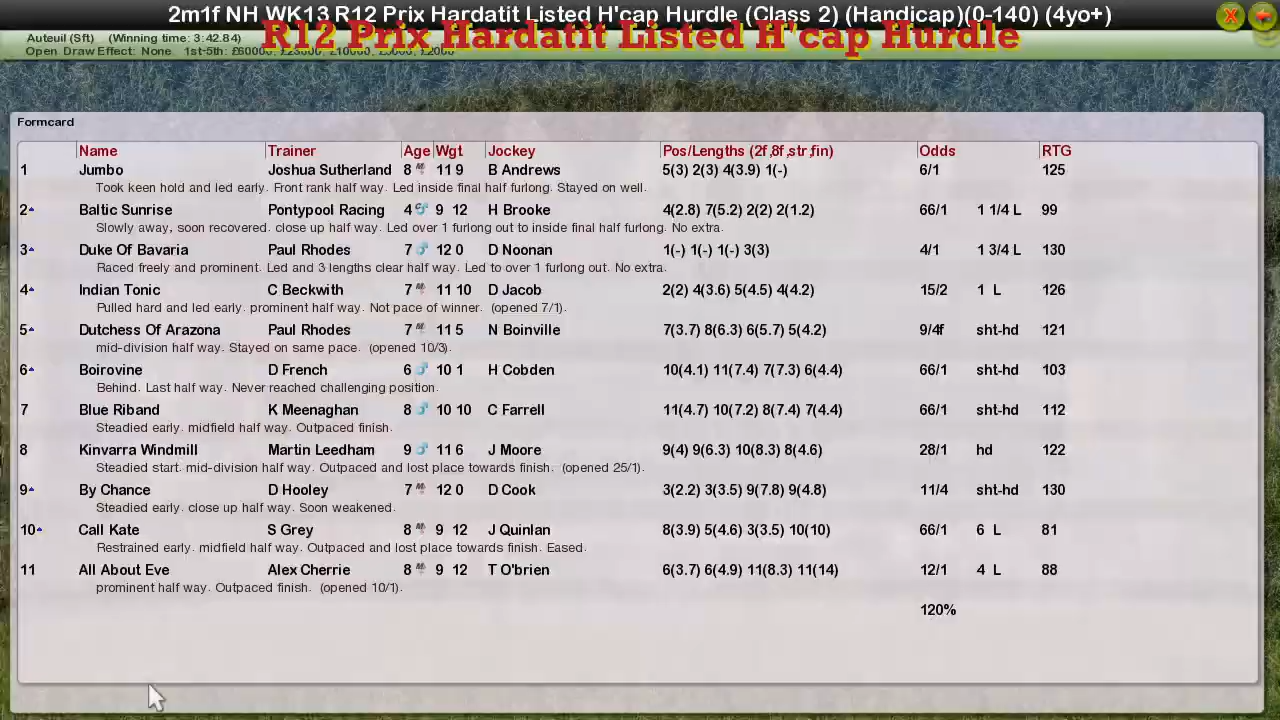 2m1f NH WK13 R12 Prix Hardatit Listed H'cap Hurdle (Class 2) (Handicap)(0-140) (4yo+)
R12 Prix Hardatit Listed H'cap Hurdle
Auteuil (Sft) (Winning time: 3:42.84)
Open Draw Effect: None. 1st-5th: £60000, £23000, £10000, £5000, £2000
Formcard
Name Trainer Age Wgt Jockey Pos/Lengths (2f,8f,str,fin) Odds RTG
1 Jumbo Joshua Sutherland 8 11 9 B Andrews 5(3) 2(3) 4(3.9) 1(-) 6/1 125
Took keen hold and led early. Front rank half way. Led inside final half furlong. Stayed on well.
2 Baltic Sunrise Pontypool Racing 4 9 12 H Brooke 4(2.8) 7(5.2) 2(2) 2(1.2) 66/1 1 1/4 L 99
Slowly away, soon recovered. close up half way. Led over 1 furlong out to inside final half furlong. No extra.
3 Duke Of Bavaria Paul Rhodes 7 12 0 D Noonan 1(-) 1(-) 1(-) 3(3) 4/1 1 3/4 L 130
Raced freely and prominent. Led and 3 lengths clear half way. Led to over 1 furlong out. No extra.
4 Indian Tonic C Beckwith 7 11 10 D Jacob 2(2) 4(3.6) 5(4.5) 4(4.2) 15/2 1 L 126
Pulled hard and led early. prominent half way. Not pace of winner. (opened 7/1).
5 Dutchess Of Arazona Paul Rhodes 7 11 5 N Boinville 7(3.7) 8(6.3) 6(5.7) 5(4.2) 9/4f sht-hd 121
mid-division half way. Stayed on same pace. (opened 10/3).
6 Boirovine D French 6 10 1 H Cobden 10(4.1) 11(7.4) 7(7.3) 6(4.4) 66/1 sht-hd 103
Behind. Last half way. Never reached challenging position.
7 Blue Riband K Meenaghan 8 10 10 C Farrell 11(4.7) 10(7.2) 8(7.4) 7(4.4) 66/1 sht-hd 112
Steadied early. midfield half way. Outpaced finish.
8 Kinvarra Windmill Martin Leedham 9 11 6 J Moore 9(4) 9(6.3) 10(8.3) 8(4.6) 28/1 hd 122
Steadied start. mid-division half way. Outpaced and lost place towards finish. (opened 25/1).
9 By Chance D Hooley 7 12 0 D Cook 3(2.2) 3(3.5) 9(7.8) 9(4.8) 11/4 sht-hd 130
Steadied early. close up half way. Soon weakened.
10 Call Kate S Grey 8 9 12 J Quinlan 8(3.9) 5(4.6) 3(3.5) 10(10) 66/1 6 L 81
Restrained early. midfield half way. Outpaced and lost place towards finish. Eased.
11 All About Eve Alex Cherrie 8 9 12 T O'brien 6(3.7) 6(4.9) 11(8.3) 11(14) 12/1 4 L 88
prominent half way. Outpaced finish. (opened 10/1).
120%